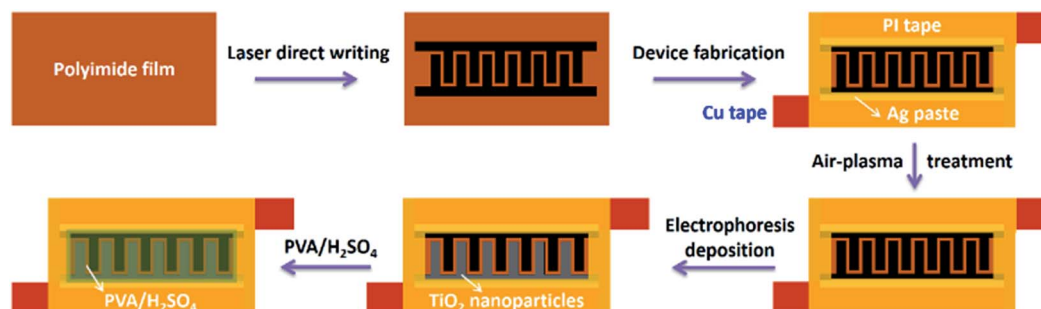 Polyimide film
Laser direct writing
Device fabrication
PI tape
Cu tape
Ag paste
Air-plasma treatment
Electrophoresis
deposition
TiO₂ nanoparticles
PVA/H₂SO₄
PVA/H₂SO₄